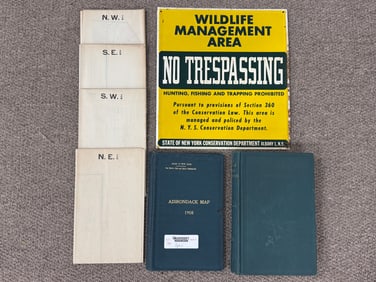 N. W. ¼
S. E. ¼
S. W. ¼
N. E. ¼
WILDLIFE
MANAGEMENT
AREA
NO TRESPASSING
HUNTING, FISHING AND TRAPPING PROHIBITED
Pursuant to provisions of Section 360
of the Conservation Law. This area is
managed and policed by the
N. Y. S. Conservation Department.
STATE OF NEW YORK CONSERVATION DEPARTMENT ALBANY 1, N.Y.
ADIRONDACK MAP
1908